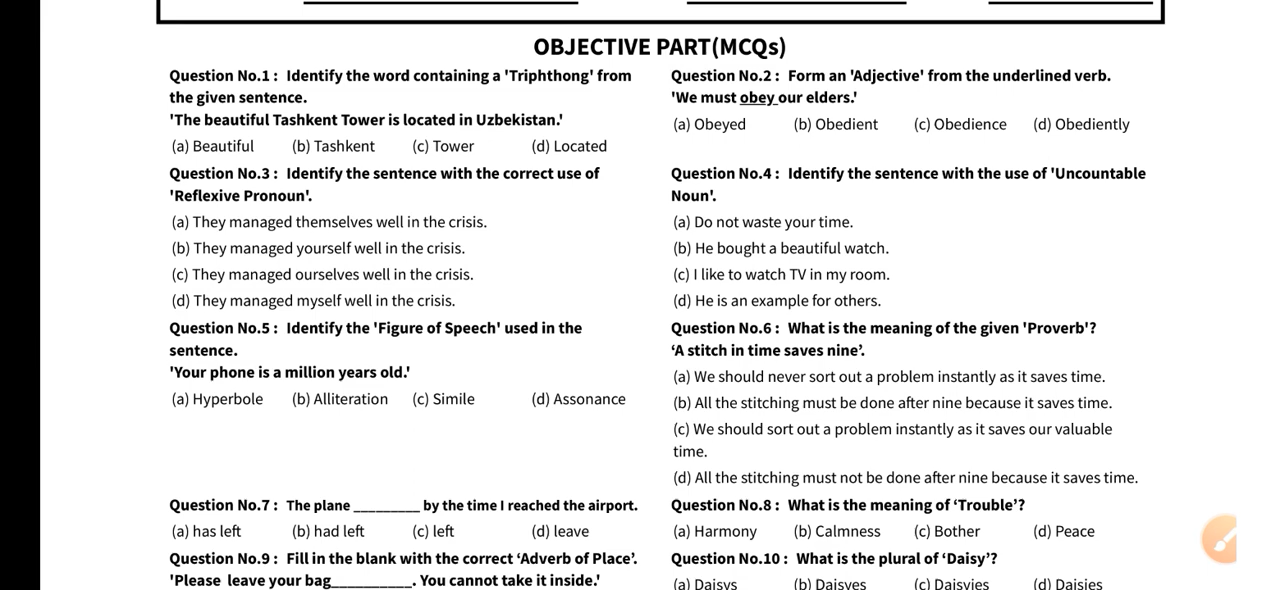 OBJECTIVE PART(MCQs)
Question No.1 : Identify the word containing a 'Triphthong' from
the given sentence.
'The beautiful Tashkent Tower is located in Uzbekistan.'
(a) Beautiful (b) Tashkent (c) Tower (d) Located
Question No.2 : Form an 'Adjective' from the underlined verb.
'We must obey our elders.'
(a) Obeyed (b) Obedient (c) Obedience (d) Obediently
Question No.3 : Identify the sentence with the correct use of
'Reflexive Pronoun'.
(a) They managed themselves well in the crisis.
(b) They managed yourself well in the crisis.
(c) They managed ourselves well in the crisis.
(d) They managed myself well in the crisis.
Question No.4 : Identify the sentence with the use of 'Uncountable
Noun'.
(a) Do not waste your time.
(b) He bought a beautiful watch.
(c) I like to watch TV in my room.
(d) He is an example for others.
Question No.5 : Identify the 'Figure of Speech' used in the
sentence.
'Your phone is a million years old.'
(a) Hyperbole (b) Alliteration (c) Simile (d) Assonance
Question No.6 : What is the meaning of the given 'Proverb'?
‘A stitch in time saves nine’.
(a) We should never sort out a problem instantly as it saves time.
(b) All the stitching must be done after nine because it saves time.
(c) We should sort out a problem instantly as it saves our valuable
time.
(d) All the stitching must not be done after nine because it saves time.
Question No.7 : The plane _________ by the time I reached the airport.
(a) has left (b) had left (c) left (d) leave
Question No.8 : What is the meaning of ‘Trouble’?
(a) Harmony (b) Calmness (c) Bother (d) Peace
Question No.9 : Fill in the blank with the correct ‘Adverb of Place’.
'Please leave your bag__________. You cannot take it inside.'
Question No.10 : What is the plural of ‘Daisy’?
(a) Daisys (b) Daisyes (c) Daisyies (d) Daisies